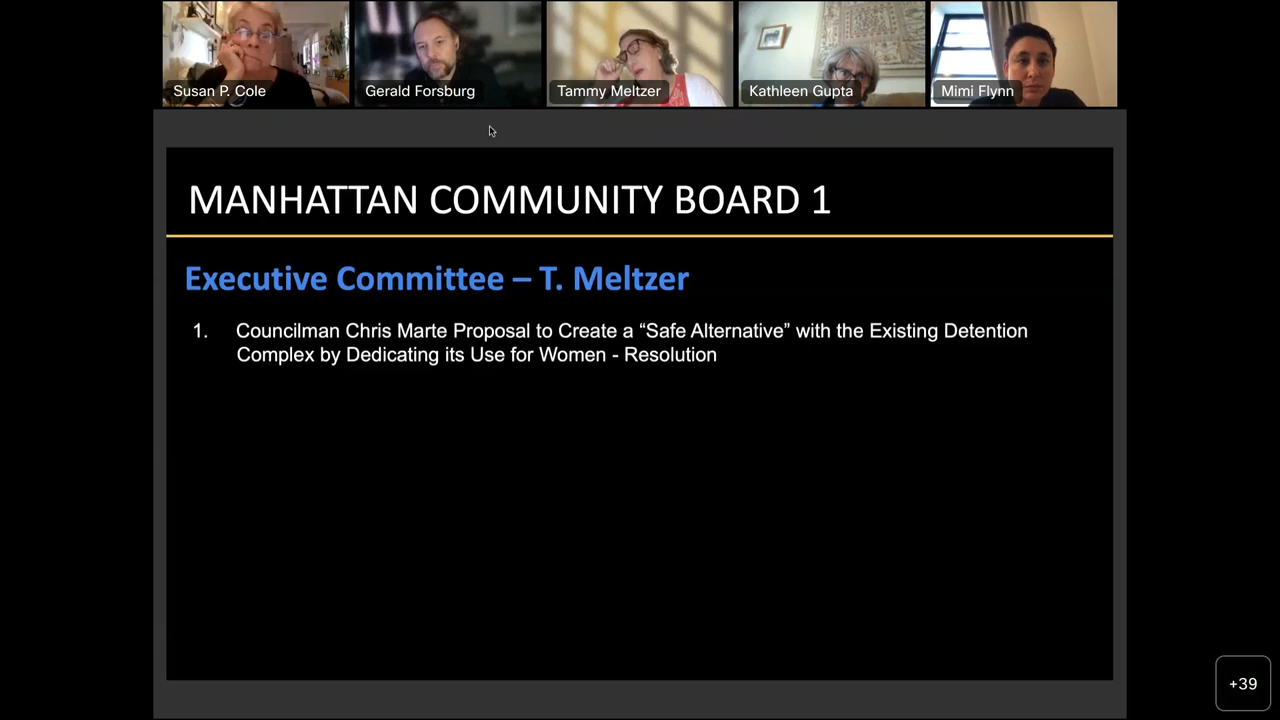 Susan P. Cole
Gerald Forsburg
Tammy Meltzer
Kathleen Gupta
Mimi Flynn
MANHATTAN COMMUNITY BOARD 1
Executive Committee – T. Meltzer
1. Councilman Chris Marte Proposal to Create a “Safe Alternative” with the Existing Detention
Complex by Dedicating its Use for Women - Resolution
+39